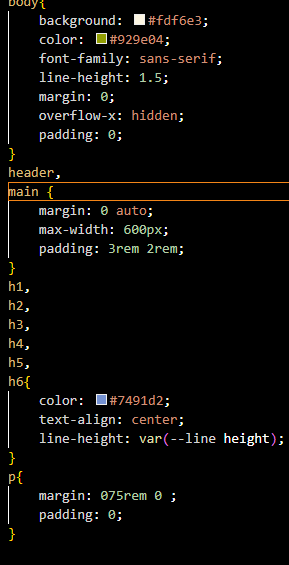 body{
background: #fdf6e3;
color: #929e04;
font-family: sans-serif;
line-height: 1.5;
margin: 0;
overflow-x: hidden;
padding: 0;
}
header,
main {
margin: 0 auto;
max-width: 600px;
padding: 3rem 2rem;
}
h1,
h2,
h3,
h4,
h5,
h6{
color: #7491d2;
text-align: center;
line-height: var(--line height);
}
p{
margin: 075rem 0 ;
padding: 0;
}